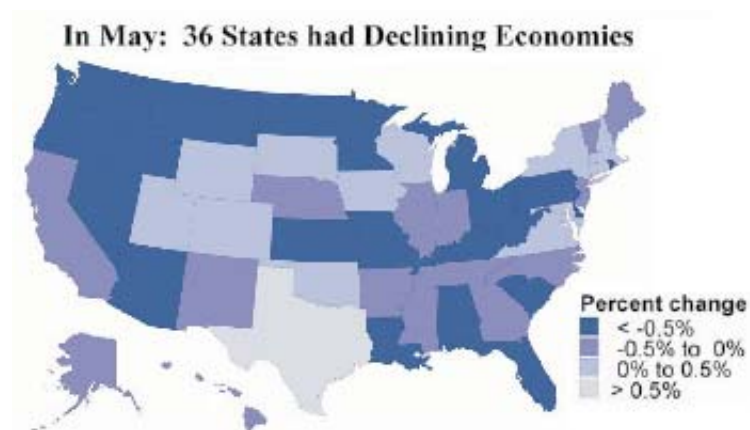 In May: 36 States had Declining Economies
Percent change
< -0.5%
-0.5% to 0%
0% to 0.5%
> 0.5%